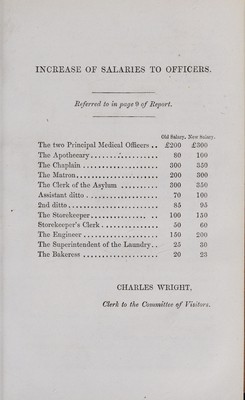 INCREASE OF SALARIES TO OFFICERS.
Referred to in page 9 of Report.
Old Salary. New Salary.
The two Principal Medical Officers .. £200 £300
The Apothecary................. 80 100
The Chaplain .................. 300 350
The Matron..................... 200 300
The Clerk of the Asylum .......... 300 350
Assistant ditto .................. 70 100
2nd ditto...................... 85 95
The Storekeeper................ 100 150
Storekeeper's Clerk............... 50 60
The Engineer................... 150 200
The Superintendent of the Laundry.. 25 30
The Bakeress .................... 20 23
CHARLES WRIGHT,
Clerk to the Committee of Visitors.